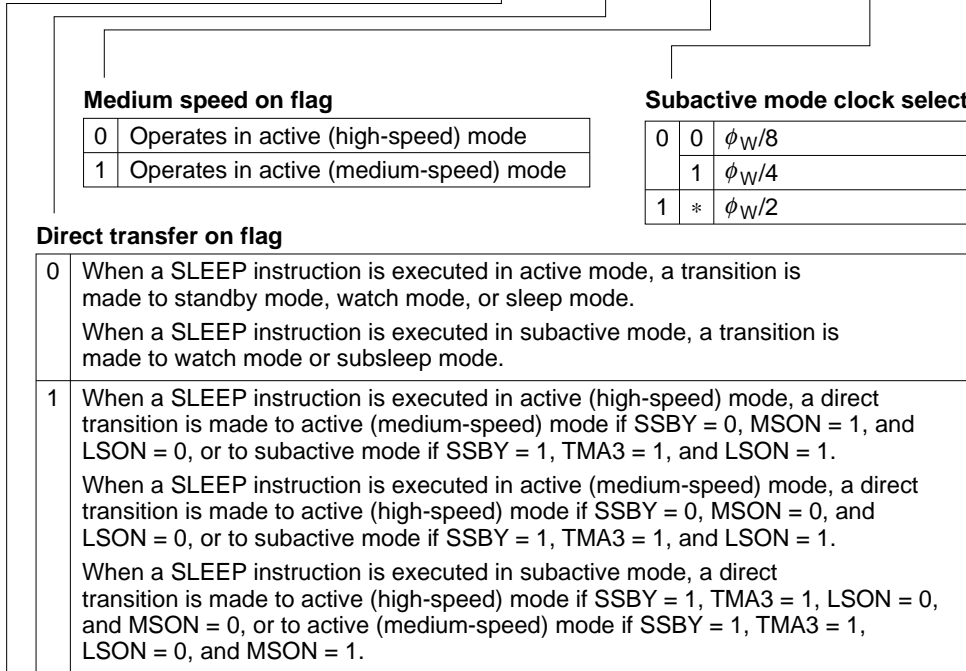 Medium speed on flag
0 Operates in active (high-speed) mode
1 Operates in active (medium-speed) mode
Subactive mode clock select
0 0 ϕW/8
1 ϕW/4
1 * ϕW/2
Direct transfer on flag
0 When a SLEEP instruction is executed in active mode, a transition is
made to standby mode, watch mode, or sleep mode.
When a SLEEP instruction is executed in subactive mode, a transition is
made to watch mode or subsleep mode.
1 When a SLEEP instruction is executed in active (high-speed) mode, a direct
transition is made to active (medium-speed) mode if SSBY = 0, MSON = 1, and
LSON = 0, or to subactive mode if SSBY = 1, TMA3 = 1, and LSON = 1.
When a SLEEP instruction is executed in active (medium-speed) mode, a direct
transition is made to active (high-speed) mode if SSBY = 0, MSON = 0, and
LSON = 0, or to subactive mode if SSBY = 1, TMA3 = 1, and LSON = 1.
When a SLEEP instruction is executed in subactive mode, a direct
transition is made to active (high-speed) mode if SSBY = 1, TMA3 = 1, LSON = 0,
and MSON = 0, or to active (medium-speed) mode if SSBY = 1, TMA3 = 1,
LSON = 0, and MSON = 1.